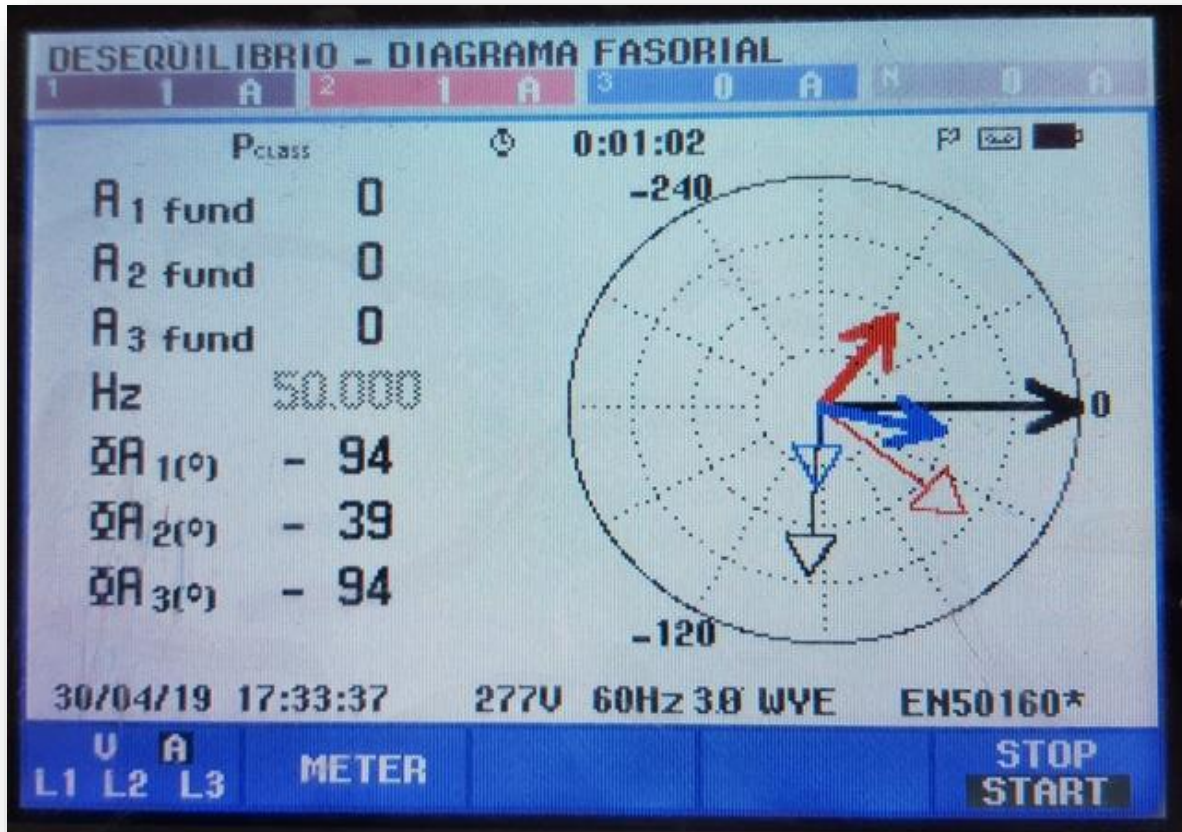 DESEQUILIBRIO - DIAGRAMA FASORIAL
1 1 A 2 1 A 3 0 A N 0 A
PCLASS 0:01:02
A1 fund 0
A2 fund 0
A3 fund 0
Hz 50.000
ΦA1(º) - 94
ΦA2(º) - 39
ΦA3(º) - 94
-240
0
-120
30/04/19 17:33:37 277V 60Hz 3Ø WYE EN50160*
V A
L1 L2 L3
METER
STOP
START